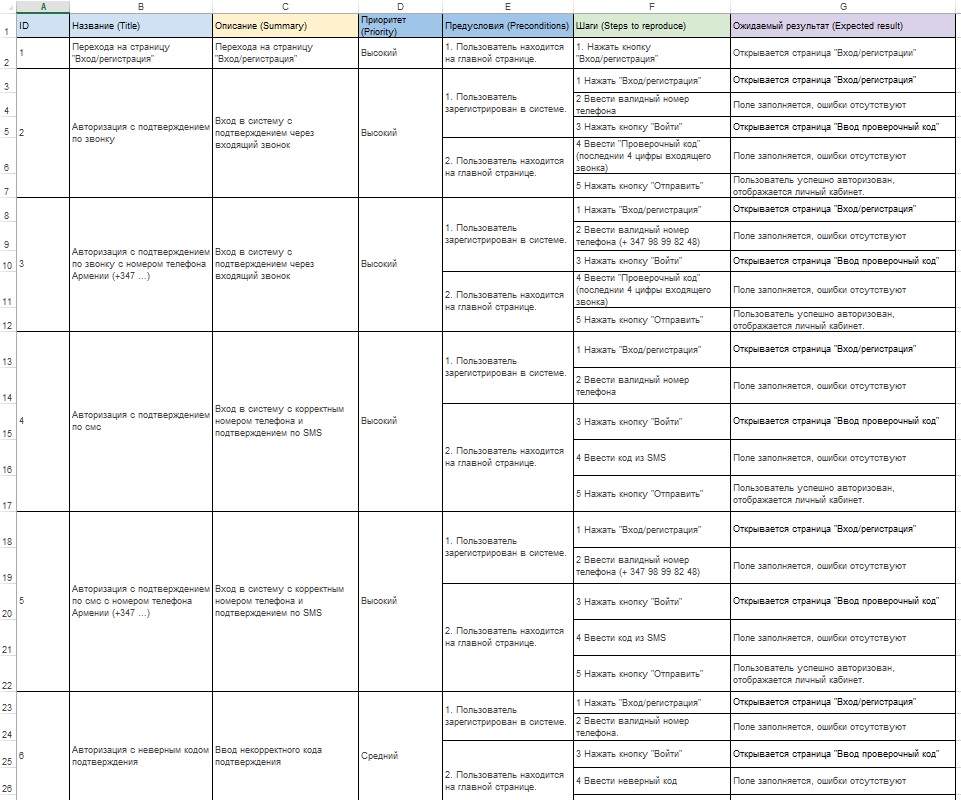 A B C D E F G
1 ID Название (Title) Описание (Summary) Приоритет
(Priority) Предусловия (Preconditions) Шаги (Steps to reproduce) Ожидаемый результат (Expected result)
2 1 Перехода на страницу
"Вход/регистрация" Перехода на страницу
"Вход/регистрация" Высокий 1. Пользователь находится
на главной странице. 1. Нажать кнопку
"Вход/регистрация" Открывается страница "Вход/регистрации"
2 Авторизация с подтверждением
по звонку Вход в систему с
подтверждением через
входящий звонок Высокий
1. Пользователь
зарегистрирован в системе.
2. Пользователь находится
на главной странице.
3 1 Нажать "Вход/регистрация" Открывается страница "Вход/регистрация"
4 2 Ввести валидный номер
телефона Поле заполняется, ошибки отсутствуют
5 3 Нажать кнопку "Войти" Открывается страница "Ввод проверочный код"
6 4 Ввести "Проверочный код"
(последнии 4 цифры входящего
звонка) Поле заполняется, ошибки отсутствуют
7 5 Нажать кнопку "Отправить" Пользователь успешно авторизован,
отображается личный кабинет.
3 Авторизация с подтверждением
по звонку с номером телефона
Армении (+347 ...) Вход в систему с
подтверждением через
входящий звонок Высокий
1. Пользователь
зарегистрирован в системе.
2. Пользователь находится
на главной странице.
8 1 Нажать "Вход/регистрация" Открывается страница "Вход/регистрация"
9 2 Ввести валидный номер
телефона (+ 347 98 99 82 48) Поле заполняется, ошибки отсутствуют
10 3 Нажать кнопку "Войти" Открывается страница "Ввод проверочный код"
11 4 Ввести "Проверочный код"
(последнии 4 цифры входящего
звонка) Поле заполняется, ошибки отсутствуют
12 5 Нажать кнопку "Отправить" Пользователь успешно авторизован,
отображается личный кабинет.
4 Авторизация с подтверждением
по смс Вход в систему с корректным
номером телефона и
подтверждением по SMS Высокий
1. Пользователь
зарегистрирован в системе.
2. Пользователь находится
на главной странице.
13 1 Нажать "Вход/регистрация" Открывается страница "Вход/регистрация"
14 2 Ввести валидный номер
телефона Поле заполняется, ошибки отсутствуют
15 3 Нажать кнопку "Войти" Открывается страница "Ввод проверочный код"
16 4 Ввести код из SMS Поле заполняется, ошибки отсутствуют
17 5 Нажать кнопку "Отправить" Пользователь успешно авторизован,
отображается личный кабинет.
5 Авторизация с подтверждением
по смс с номером телефона
Армении (+347 ...) Вход в систему с корректным
номером телефона и
подтверждением по SMS Высокий
1. Пользователь
зарегистрирован в системе.
2. Пользователь находится
на главной странице.
18 1 Нажать "Вход/регистрация" Открывается страница "Вход/регистрация"
19 2 Ввести валидный номер
телефона (+ 347 98 99 82 48) Поле заполняется, ошибки отсутствуют
20 3 Нажать кнопку "Войти" Открывается страница "Ввод проверочный код"
21 4 Ввести код из SMS Поле заполняется, ошибки отсутствуют
22 5 Нажать кнопку "Отправить" Пользователь успешно авторизован,
отображается личный кабинет.
6 Авторизация с неверным кодом
подтверждения Ввод некорректного кода
подтверждения Средний
1. Пользователь
зарегистрирован в системе.
2. Пользователь находится
на главной странице.
23 1 Нажать "Вход/регистрация" Открывается страница "Вход/регистрация"
24 2 Ввести валидный номер
телефона. Поле заполняется, ошибки отсутствуют
25 3 Нажать кнопку "Войти" Открывается страница "Ввод проверочный код"
26 4 Ввести неверный код Поле заполняется, ошибки отсутствуют